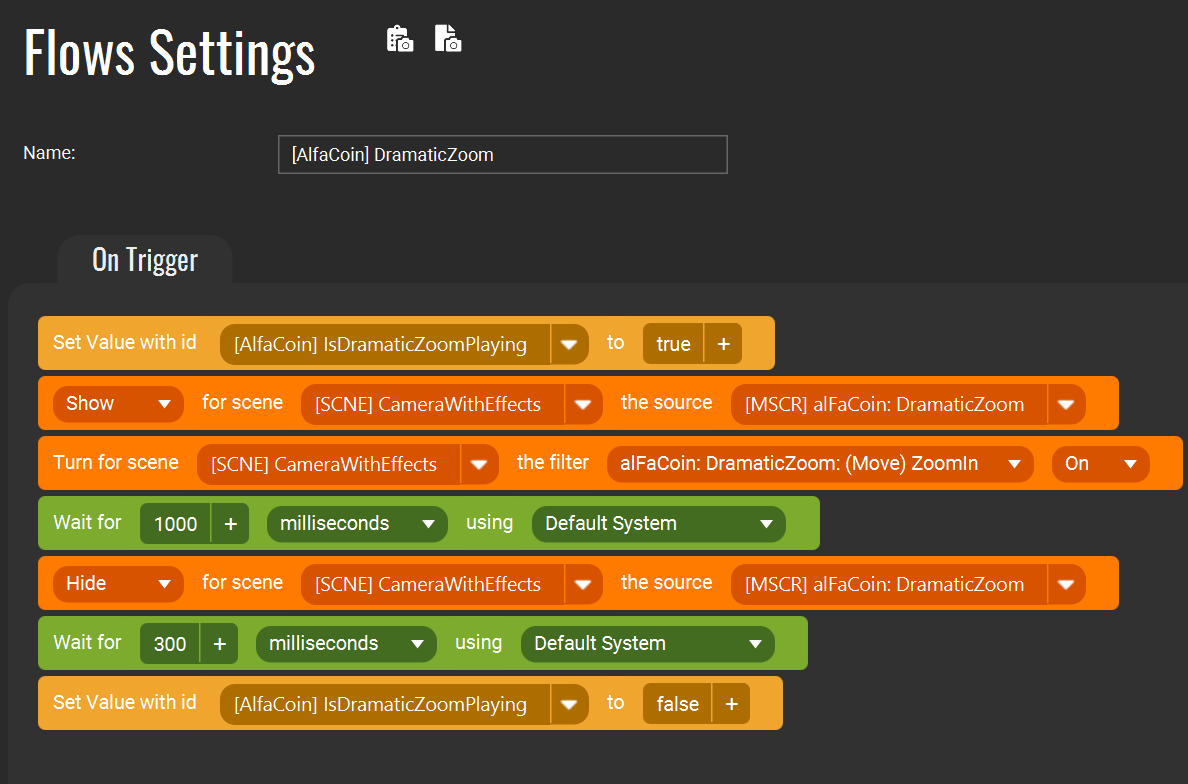 Flows Settings
Name: [AlfaCoin] DramaticZoom
On Trigger
Set Value with id [AlfaCoin] IsDramaticZoomPlaying to true +
Show for scene [SCNE] CameraWithEffects the source [MSCR] alFaCoin: DramaticZoom
Turn for scene [SCNE] CameraWithEffects the filter alFaCoin: DramaticZoom: (Move) ZoomIn On
Wait for 1000 + milliseconds using Default System
Hide for scene [SCNE] CameraWithEffects the source [MSCR] alFaCoin: DramaticZoom
Wait for 300 + milliseconds using Default System
Set Value with id [AlfaCoin] IsDramaticZoomPlaying to false +